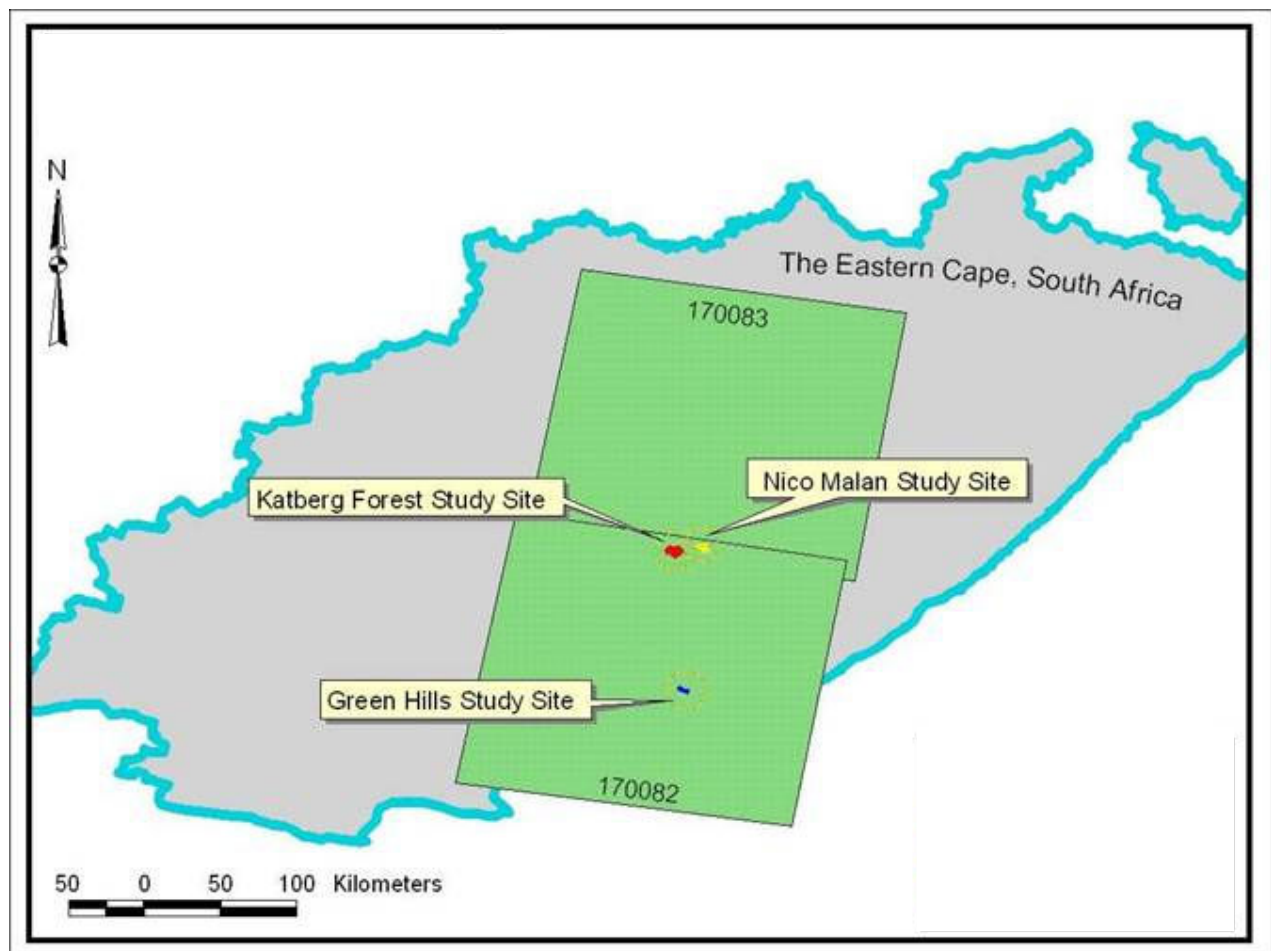 N
The Eastern Cape, South Africa
170083
Nico Malan Study Site
Katberg Forest Study Site
Green Hills Study Site
170082
50 0 50 100 Kilometers